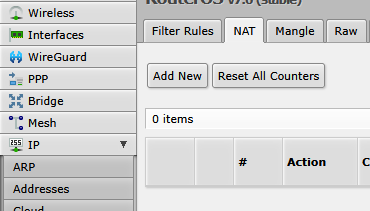 Wireless
Interfaces
WireGuard
PPP
Bridge
Mesh
IP
ARP
Addresses
Cloud
RouterOS v7.6 (stable)
Filter Rules
NAT
Mangle
Raw
Add New
Reset All Counters
0 items
#
Action